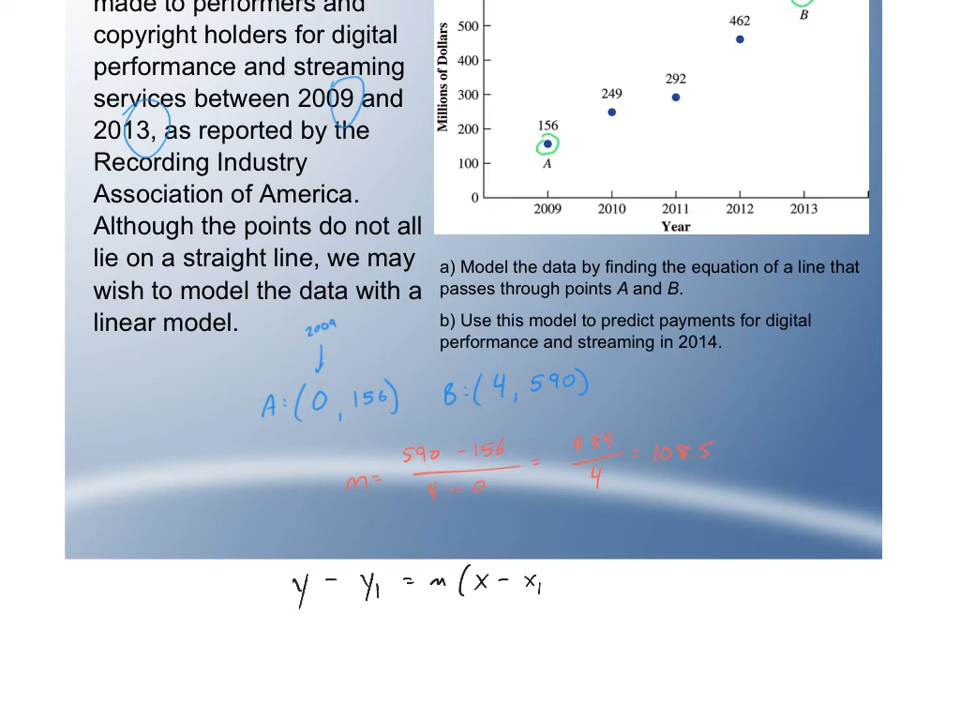 made to performers and
copyright holders for digital
performance and streaming
services between 2009 and
2013, as reported by the
Recording Industry
Association of America.
Although the points do not all
lie on a straight line, we may
wish to model the data with a
linear model.
Millions of Dollars
500
400
300
200
100
0
156
A
249
292
462
B
2009 2010 2011 2012 2013
Year
a) Model the data by finding the equation of a line that
passes through points A and B.
b) Use this model to predict payments for digital
performance and streaming in 2014.
2009
A:(0, 156) B:(4, 590)
m = 590 - 156 / 4 - 0 = 434 / 4 = 108.5
y - y₁ = m(x - x₁